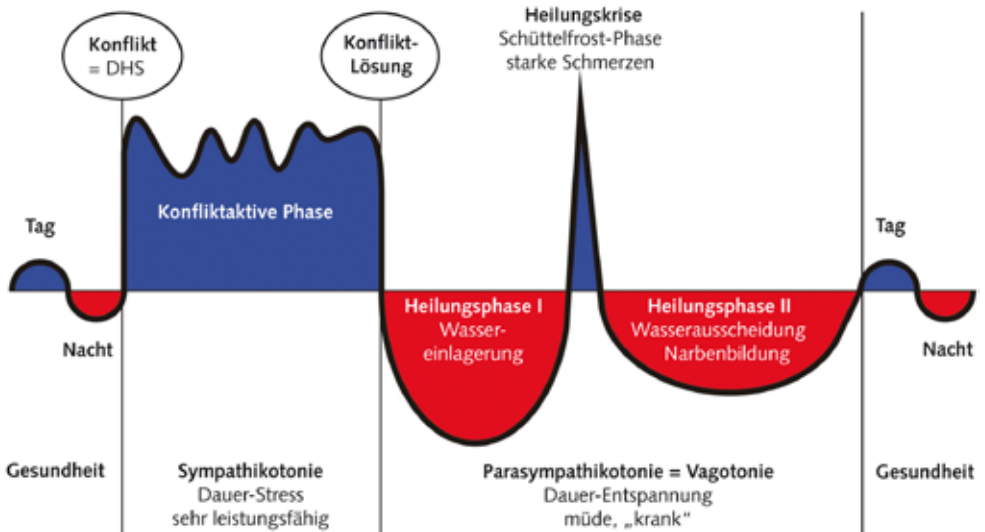 Konflikt
= DHS
Konflikt-
Lösung
Heilungskrise
Schüttelfrost-Phase
starke Schmerzen
Konfliktaktive Phase
Tag
Nacht
Heilungsphase I
Wasser-
einlagerung
Heilungsphase II
Wasserausscheidung
Narbenbildung
Tag
Nacht
Gesundheit
Sympathikotonie
Dauer-Stress
sehr leistungsfähig
Parasympathikotonie = Vagotonie
Dauer-Entspannung
müde, „krank“
Gesundheit